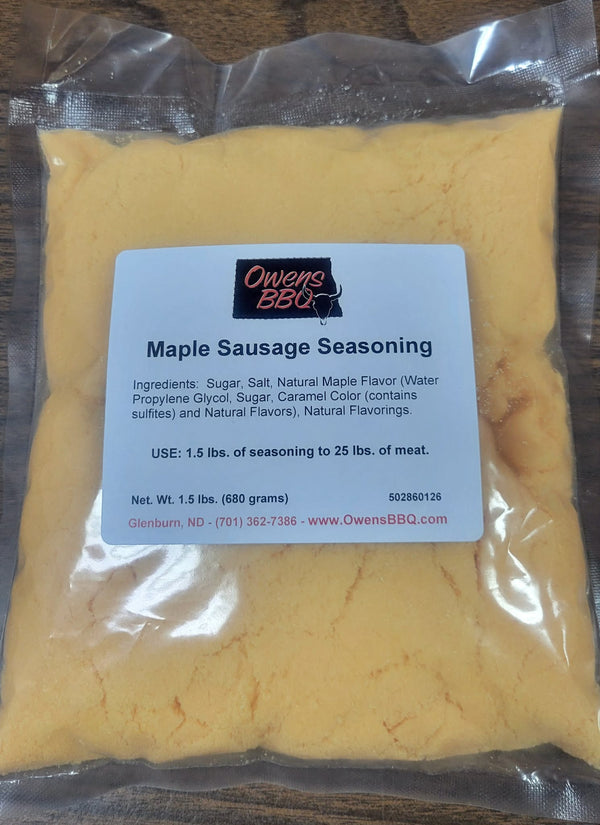 Owens
BBQ
Maple Sausage Seasoning
Ingredients: Sugar, Salt, Natural Maple Flavor (Water
Propylene Glycol, Sugar, Caramel Color (contains
sulfites) and Natural Flavors), Natural Flavorings.
USE: 1.5 lbs. of seasoning to 25 lbs. of meat.
Net. Wt. 1.5 lbs. (680 grams) 502860126
Glenburn, ND - (701) 362-7386 - www.OwensBBQ.com